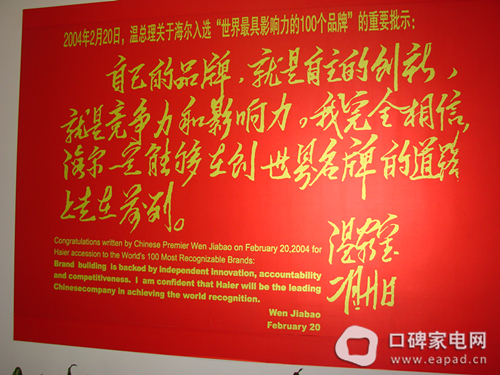 2004年2月20日，温总理关于海尔入选“世界最具影响力的100个品牌”的重要批示：
自己的品牌，就是自主的创新，
就是竞争力和影响力。我完全相信，
海尔一定能够在创世界名牌的道路
上走在前列。
温家宝
二月廿日
Congratulations written by Chinese Premier Wen Jiabao on February 20,2004 for
Haier accession to the World's 100 Most Recognizable Brands:
Brand building is backed by Independent Innovation, accountability
and competitiveness. I am confident that Haier will be the leading
Chinesecompany in achieving the world recognition.
Wen Jiabao
February 20
口碑家电网
www.eapad.cn